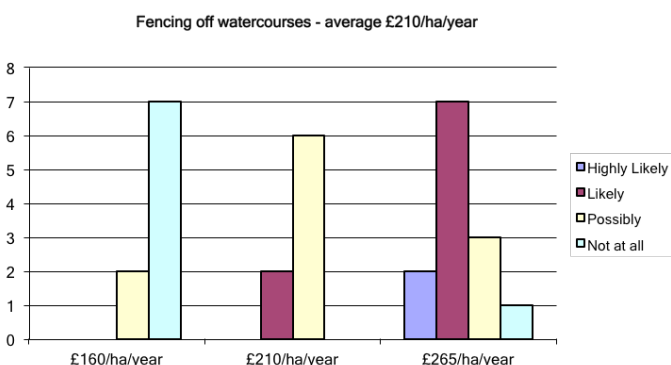 Fencing off watercourses - average £210/ha/year
8
7
6
5
4
3
2
1
0
£160/ha/year £210/ha/year £265/ha/year
Highly Likely
Likely
Possibly
Not at all